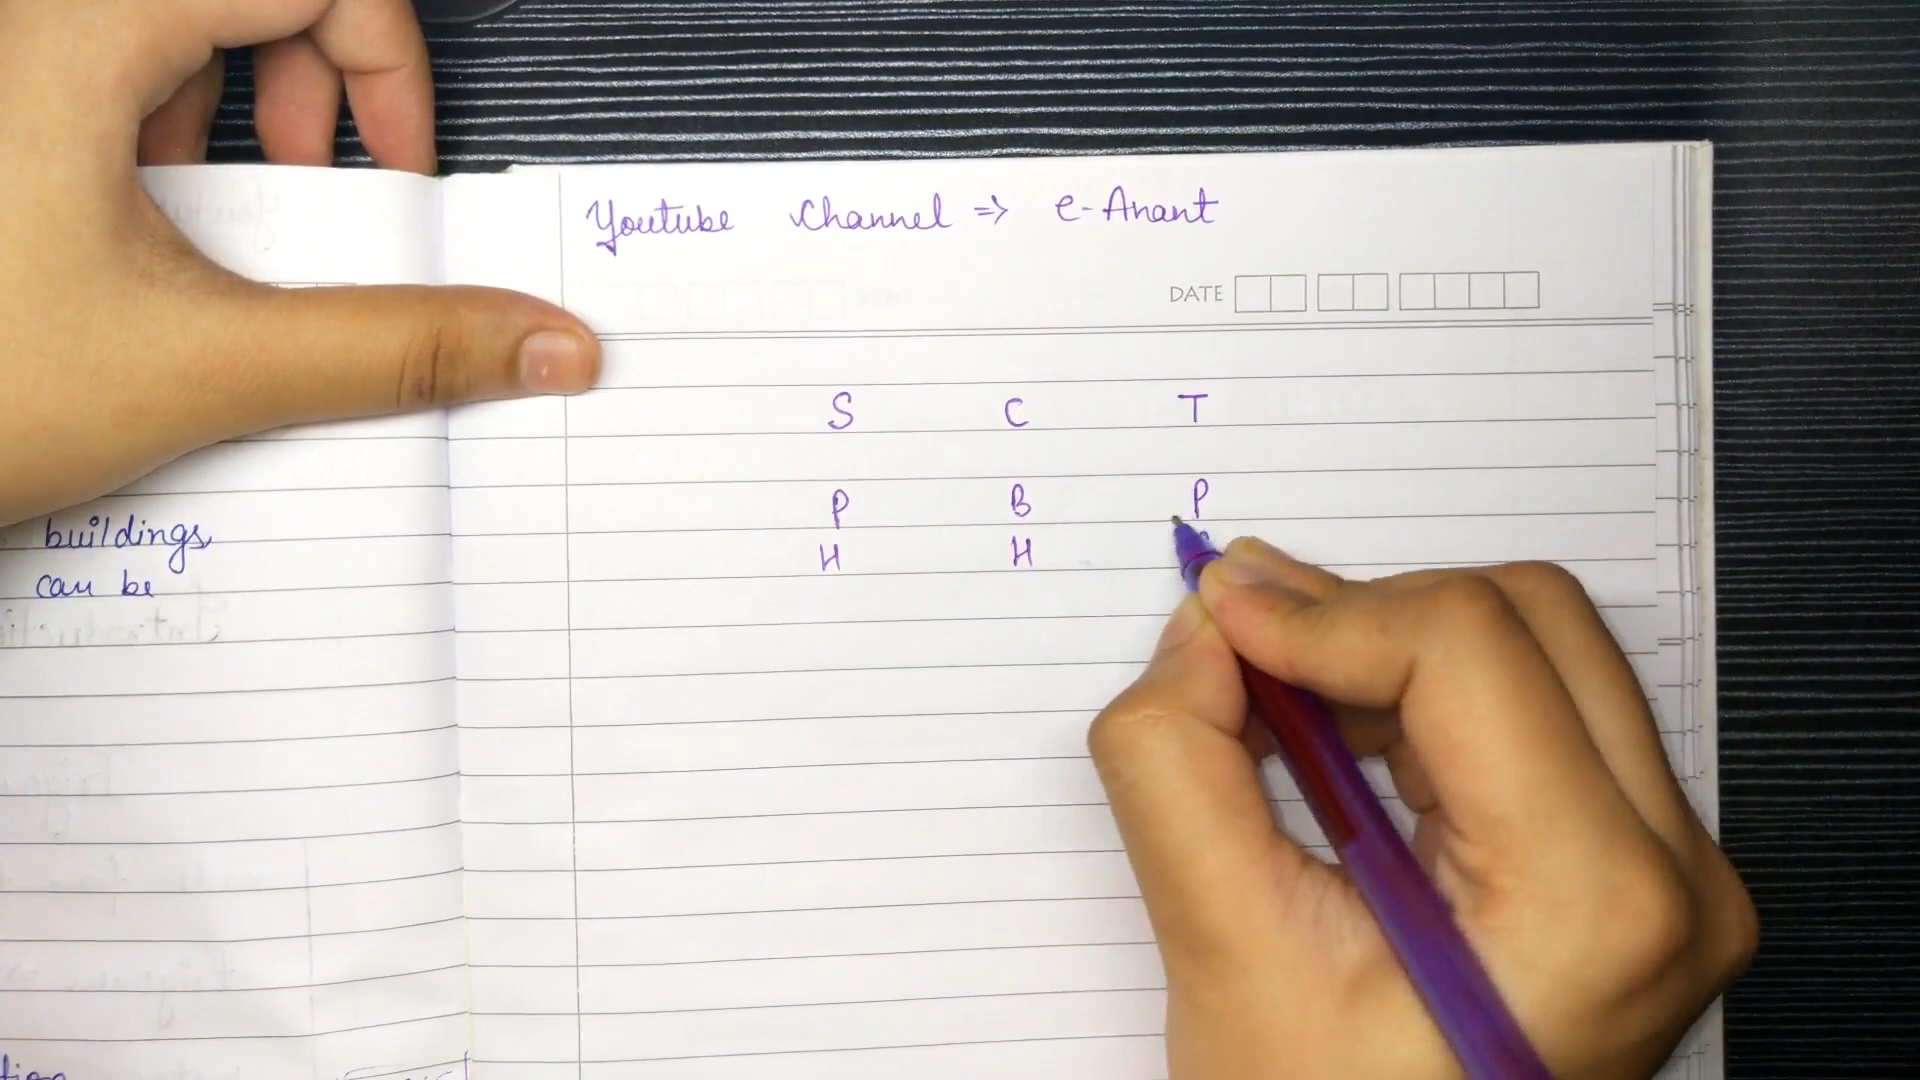 Youtube Channel => e-Anant
DATE
S C T
P B P
H H
buildings
can be